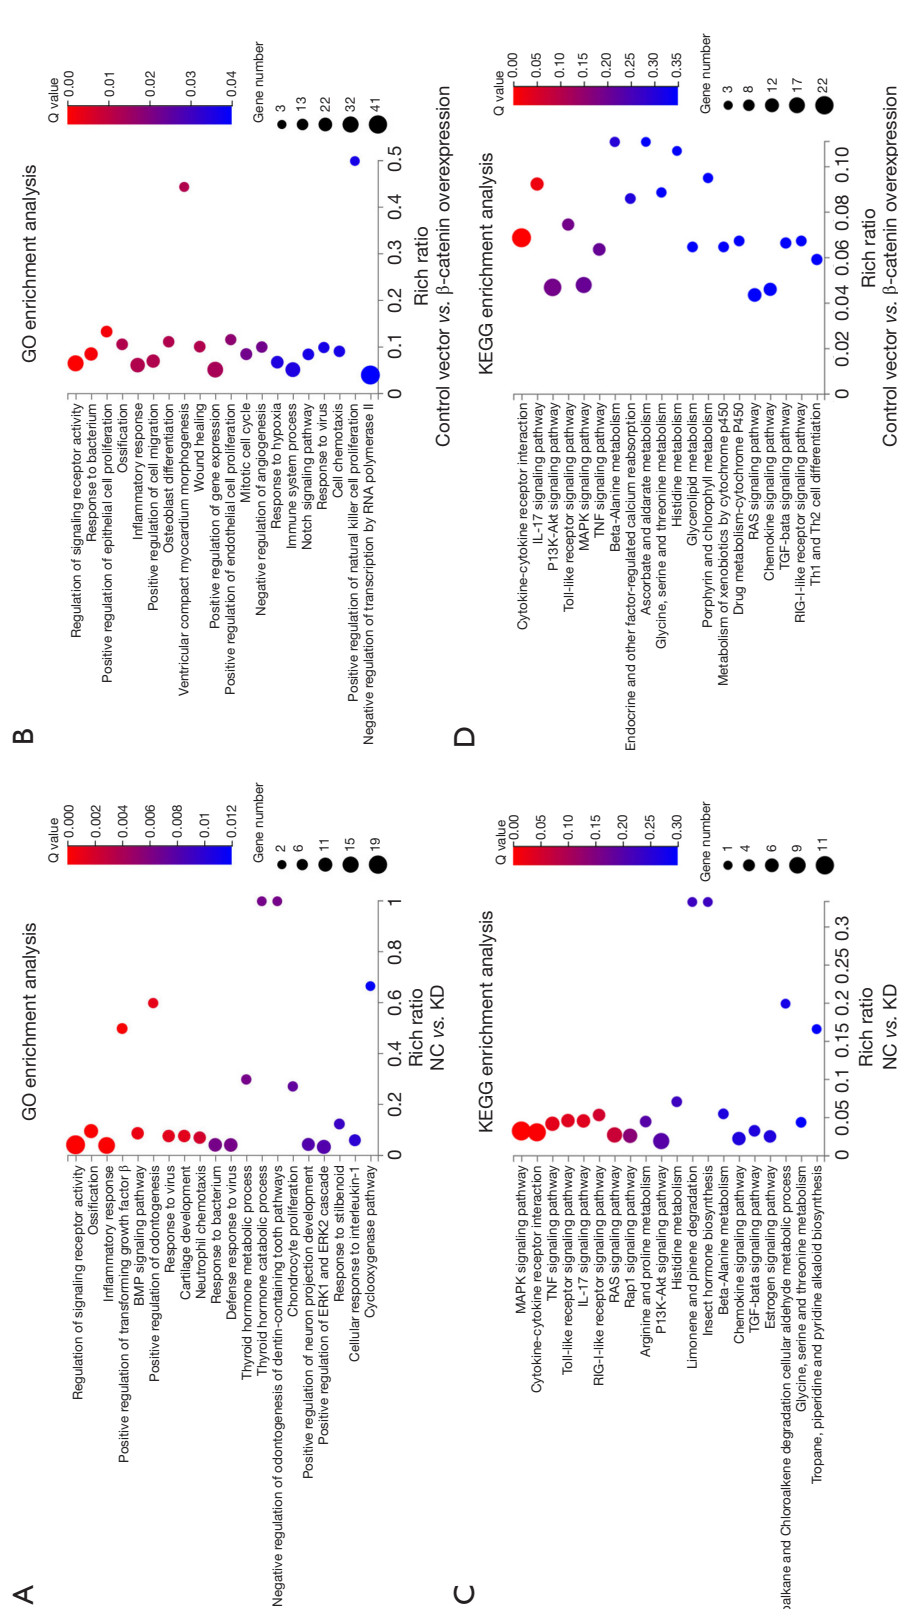 A
GO enrichment analysis
Regulation of signaling receptor activity
Ossification
Inflammatory response
Positive regulation of transforming growth factor β
BMP signaling pathway
Positive regulation of odontogenesis
Response to virus
Cartilage development
Neutrophil chemotaxis
Response to bacterium
Defense response to virus
Thyroid hormone metabolic process
Thyroid hormone catabolic process
Negative regulation of odontogenesis of dentin-containing tooth pathways
Chondrocyte proliferation
Positive regulation of neuron projection development
Positive regulation of ERK1 and ERK2 cascade
Response to stilbenoid
Cellular response to interleukin-1
Cyclooxygenase pathway
0 0.2 0.4 0.6 0.8 1
Rich ratio
NC vs. KD
Q value
0.000
0.002
0.004
0.006
0.008
0.01
0.012
Gene number
2
6
11
15
19
B
GO enrichment analysis
Regulation of signaling receptor activity
Response to bacterium
Positive regulation of epithelial cell proliferation
Ossification
Inflammatory response
Positive regulation of cell migration
Osteoblast differentiation
Ventricular compact myocardium morphogenesis
Wound healing
Positive regulation of gene expression
Positive regulation of endothelial cell proliferation
Mitotic cell cycle
Negative regulation of angiogenesis
Response to hypoxia
Immune system process
Notch signaling pathway
Response to virus
Cell chemotaxis
Positive regulation of natural killer cell proliferation
Negative regulation of transcription by RNA polymerase II
0 0.1 0.2 0.3 0.4 0.5
Rich ratio
Control vector vs. β-catenin overexpression
Q value
0.00
0.01
0.02
0.03
0.04
Gene number
3
13
22
32
41
C
KEGG enrichment analysis
MAPK signaling pathway
Cytokine-cytokine receptor interaction
TNF signaling pathway
Toll-like receptor signaling pathway
IL-17 signaling pathway
RIG-I-like receptor signaling pathway
RAS signaling pathway
Rap1 signaling pathway
Arginine and proline metabolism
P13K-Akt signaling pathway
Histidine metabolism
Limonene and pinene degradation
Insect hormone biosynthesis
Beta-Alanine metabolism
Chemokine signaling pathway
TGF-bata signaling pathway
Estrogen signaling pathway
and Chloroalkene degradation cellular aldehyde metabolic process
Glycine, serine and threonine metabolism
Tropane, piperidine and pyridine alkaloid biosynthesis
0 0.05 0.1 0.15 0.2 0.25 0.3
Rich ratio
NC vs. KD
Q value
0.00
0.05
0.10
0.15
0.20
0.25
0.30
Gene number
1
4
6
9
11
D
KEGG enrichment analysis
Cytokine-cytokine receptor interaction
IL-17 signaling pathway
P13K-Akt signaling pathway
Toll-like receptor signaling pathway
MAPK signaling pathway
TNF signaling pathway
Beta-Alanine metabolism
Endocrine and other factor-regulated calcium reabsorption
Ascorbate and aldarate metabolism
Glycine, serine and threonine metabolism
Histidine metabolism
Glycerolipid metabolism
Porphyrin and chlorophyll metabolism
Metabolism of xenobiotics by cytochrome p450
Drug metabolism-cytochrome P450
RAS signaling pathway
Chemokine signaling pathway
TGF-bata signaling pathway
RIG-I-like receptor signaling pathway
Th1 and Th2 cell differentiation
0 0.02 0.04 0.06 0.08 0.10
Rich ratio
Control vector vs. β-catenin overexpression
Q value
0.00
0.05
0.10
0.15
0.20
0.25
0.30
0.35
Gene number
3
8
12
17
22